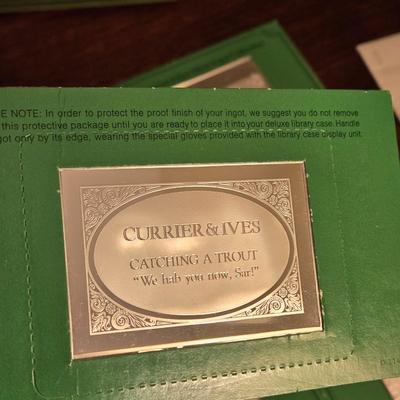 NOTE: In order to protect the proof finish of your ingot, we suggest you do not remove
this protective package until you are ready to place it into your deluxe library case. Handle
only by its edge, wearing the special gloves provided with the library case display unit.
CURRIER & IVES
CATCHING A TROUT
"We hab you now, Sar!"